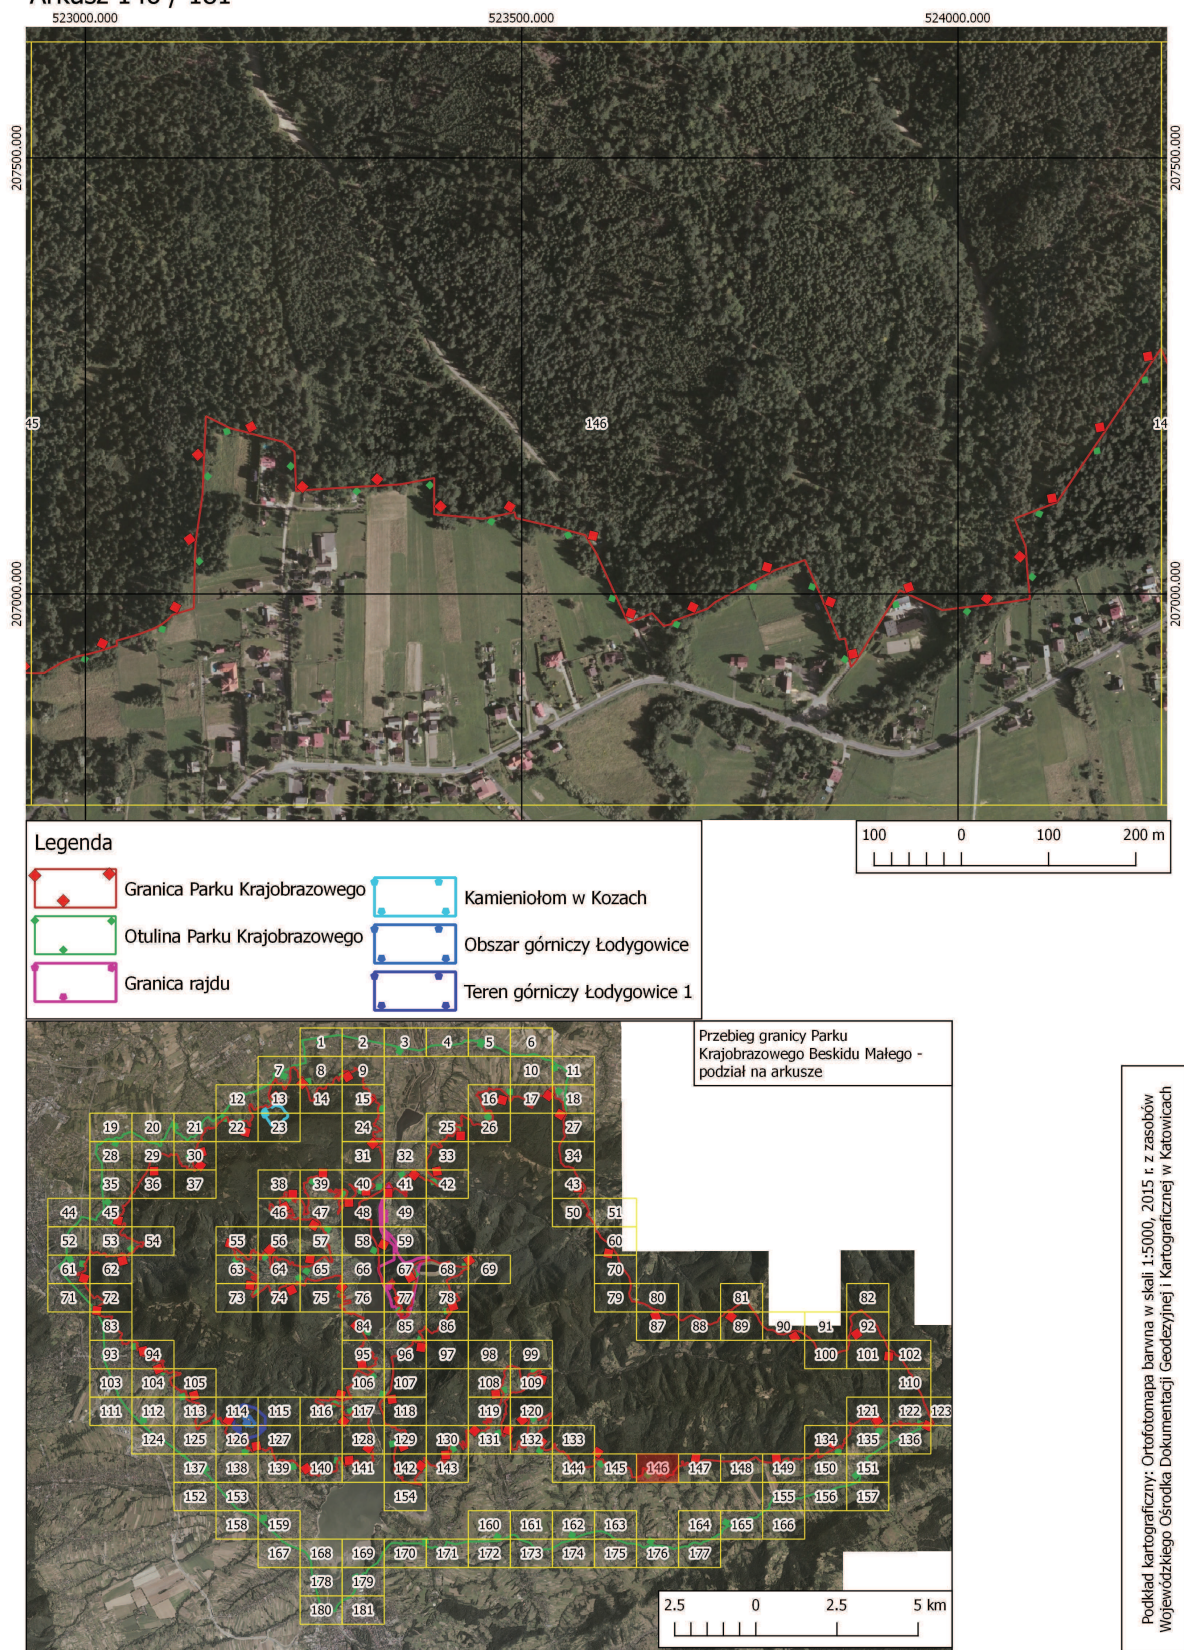 Arkusz 146 / 181
523000.000 523500.000 524000.000
207500.000 207500.000
207000.000 207000.000
45 146 14
Legenda
Granica Parku Krajobrazowego
Otulina Parku Krajobrazowego
Granica rajdu
Kamieniołom w Kozach
Obszar górniczy Łodygowice
Teren górniczy Łodygowice 1
100 0 100 200 m
Przebieg granicy Parku
Krajobrazowego Beskidu Małego -
podział na arkusze
1 2 3 4 5 6
7 8 9 10 11
12 13 14 15 16 17 18
19 20 21 22 23 24 25 26 27
28 29 30 31 32 33 34
35 36 37 38 39 40 41 42 43
44 45 46 47 48 49 50 51
52 53 54 55 56 57 58 59 60
61 62 63 64 65 66 67 68 69 70
71 72 73 74 75 76 77 78 79 80 81 82
83 84 85 86 87 88 89 90 91 92
93 94 95 96 97 98 99 100 101 102
103 104 105 106 107 108 109 110
111 112 113 114 115 116 117 118 119 120 121 122 123
124 125 126 127 128 129 130 131 132 133 134 135 136
137 138 139 140 141 142 143 144 145 146 147 148 149 150 151
152 153 154 155 156 157
158 159 160 161 162 163 164 165 166
167 168 169 170 171 172 173 174 175 176 177
178 179
180 181
2.5 0 2.5 5 km
Podkład kartograficzny: Ortofotomapa barwna w skali 1:5000, 2015 r. z zasobów
Wojewódzkiego Ośrodka Dokumentacji Geodezyjnej i Kartograficznej w Katowicach